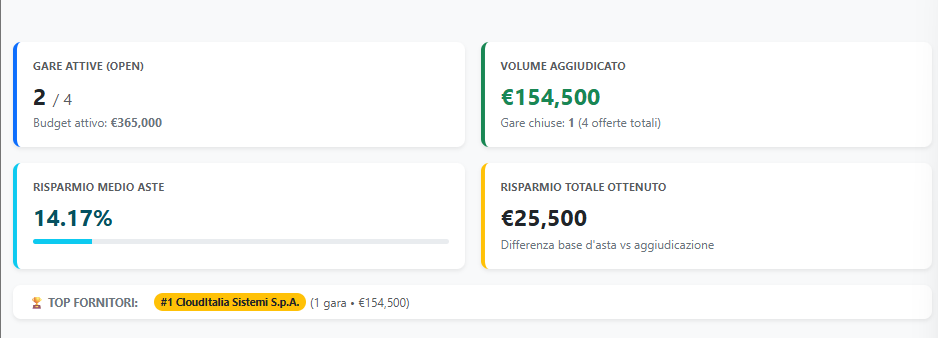 GARE ATTIVE (OPEN)
2 / 4
Budget attivo: €365,000
VOLUME AGGIUDICATO
€154,500
Gare chiuse: 1 (4 offerte totali)
RISPARMIO MEDIO ASTE
14.17%
RISPARMIO TOTALE OTTENUTO
€25,500
Differenza base d'asta vs aggiudicazione
TOP FORNITORI: #1 CloudItalia Sistemi S.p.A. (1 gara • €154,500)